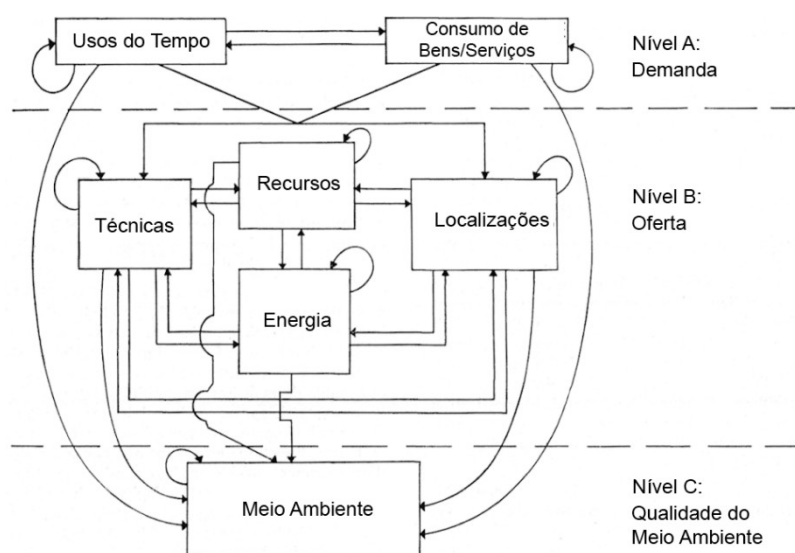 Usos do Tempo
Consumo de
Bens/Serviços
Nível A:
Demanda
Técnicas
Recursos
Localizações
Energia
Nível B:
Oferta
Meio Ambiente
Nível C:
Qualidade do
Meio Ambiente